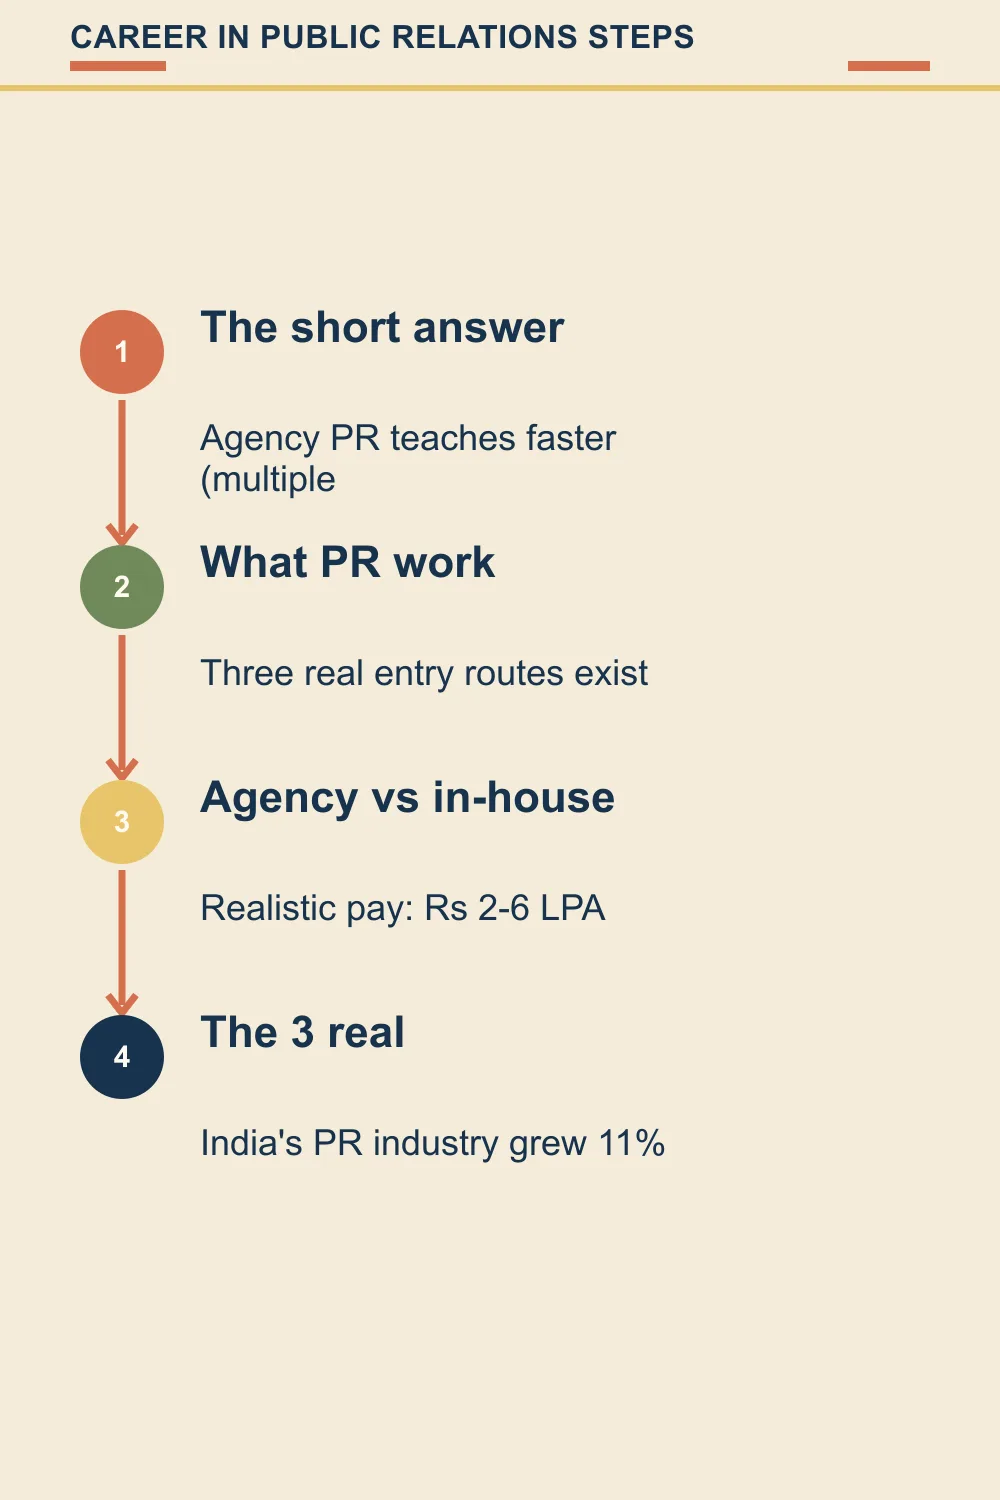 CAREER IN PUBLIC RELATIONS STEPS
1
The short answer
Agency PR teaches faster
(multiple
2
What PR work
Three real entry routes exist
3
Agency vs in-house
Realistic pay: Rs 2-6 LPA
4
The 3 real
India's PR industry grew 11%